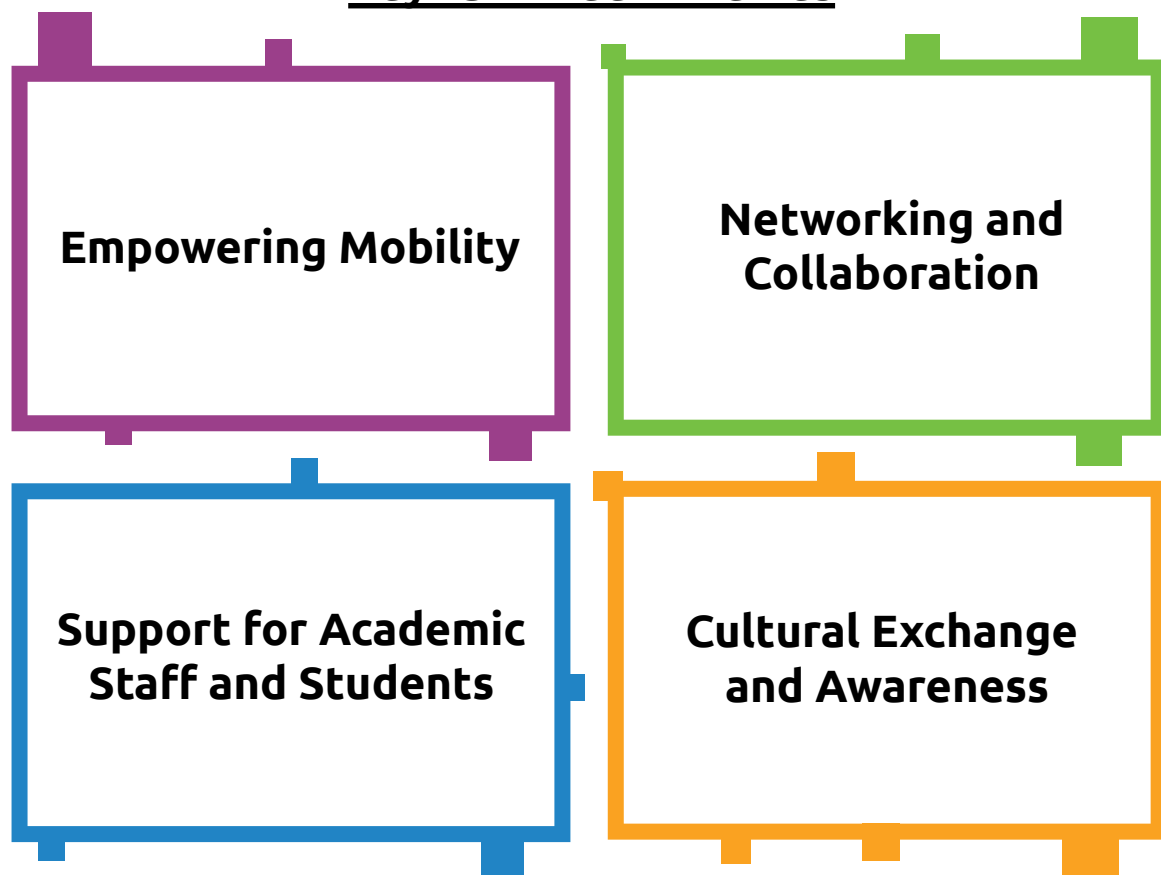 Empowering Mobility
Networking and
Collaboration
Support for Academic
Staff and Students
Cultural Exchange
and Awareness